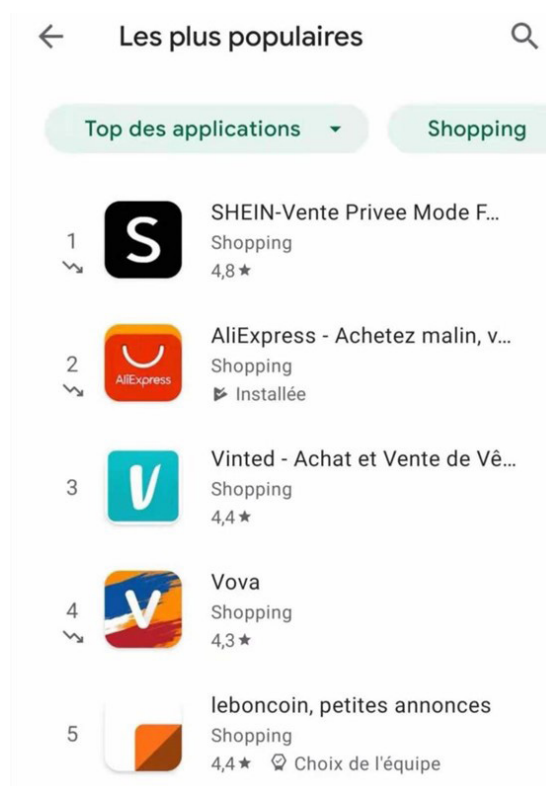 Les plus populaires
Top des applications
Shopping
SHEIN-Vente Privee Mode F...
1
S
Shopping
4,8★
AliExpress - Achetez malin, v...
2
AliExpress
Shopping
Installée
Vinted - Achat et Vente de Vê...
3
V
Shopping
4,4★
Vova
4
V
Shopping
4,3★
leboncoin, petites annonces
5
Shopping
4,4★ Choix de l'équipe